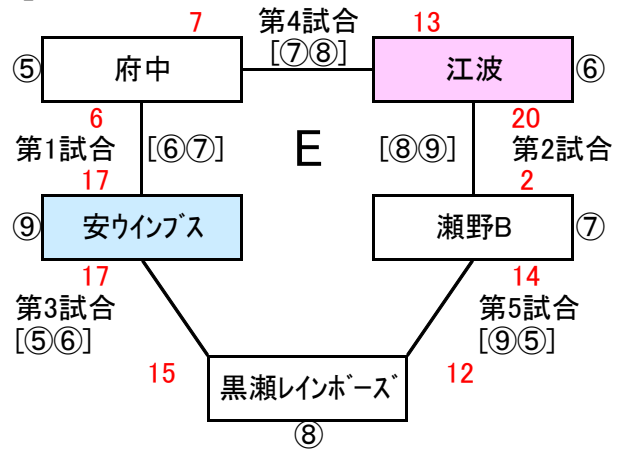 7 第4試合 13
[⑦⑧]
⑤ 府中 江波 ⑥
6 20
第1試合 [⑥⑦] E [⑧⑨] 第2試合
17 2
⑨ 安ウインブス 瀬野B ⑦
17 14
第3試合 第5試合
[⑤⑥] [⑨⑤]
15 黒瀬レインボーズ 12
⑧